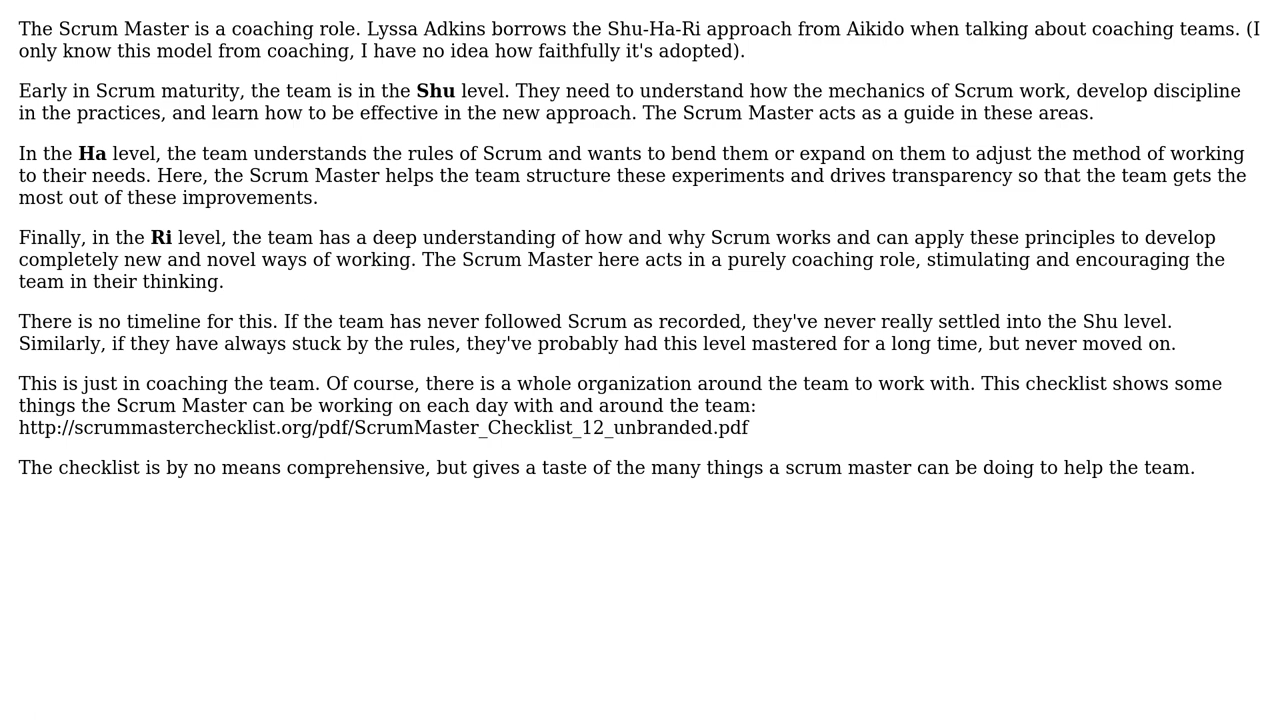 The Scrum Master is a coaching role. Lyssa Adkins borrows the Shu-Ha-Ri approach from Aikido when talking about coaching teams. (I
only know this model from coaching, I have no idea how faithfully it's adopted).
Early in Scrum maturity, the team is in the Shu level. They need to understand how the mechanics of Scrum work, develop discipline
in the practices, and learn how to be effective in the new approach. The Scrum Master acts as a guide in these areas.
In the Ha level, the team understands the rules of Scrum and wants to bend them or expand on them to adjust the method of working
to their needs. Here, the Scrum Master helps the team structure these experiments and drives transparency so that the team gets the
most out of these improvements.
Finally, in the Ri level, the team has a deep understanding of how and why Scrum works and can apply these principles to develop
completely new and novel ways of working. The Scrum Master here acts in a purely coaching role, stimulating and encouraging the
team in their thinking.
There is no timeline for this. If the team has never followed Scrum as recorded, they've never really settled into the Shu level.
Similarly, if they have always stuck by the rules, they've probably had this level mastered for a long time, but never moved on.
This is just in coaching the team. Of course, there is a whole organization around the team to work with. This checklist shows some
things the Scrum Master can be working on each day with and around the team:
http://scrummasterchecklist.org/pdf/ScrumMaster_Checklist_12_unbranded.pdf
The checklist is by no means comprehensive, but gives a taste of the many things a scrum master can be doing to help the team.